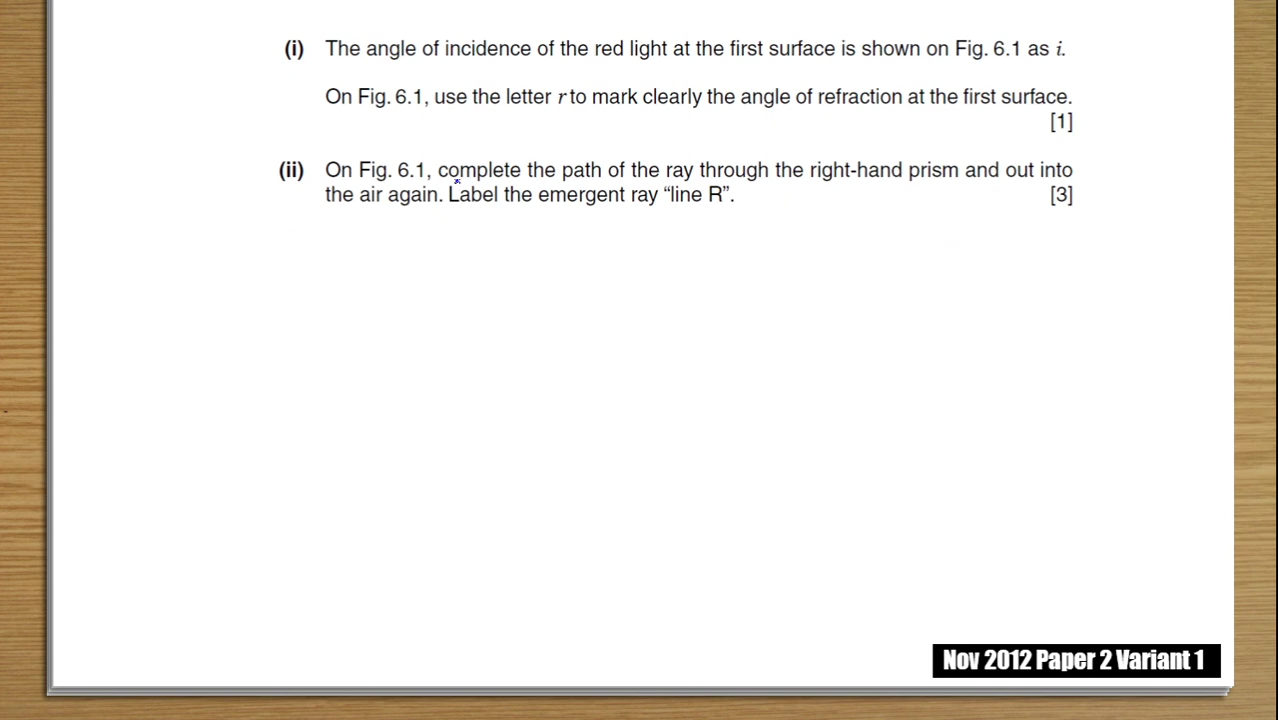 (i) The angle of incidence of the red light at the first surface is shown on Fig. 6.1 as i.
On Fig. 6.1, use the letter r to mark clearly the angle of refraction at the first surface.
[1]
(ii) On Fig. 6.1, complete the path of the ray through the right-hand prism and out into
the air again. Label the emergent ray “line R”. [3]
Nov 2012 Paper 2 Variant 1